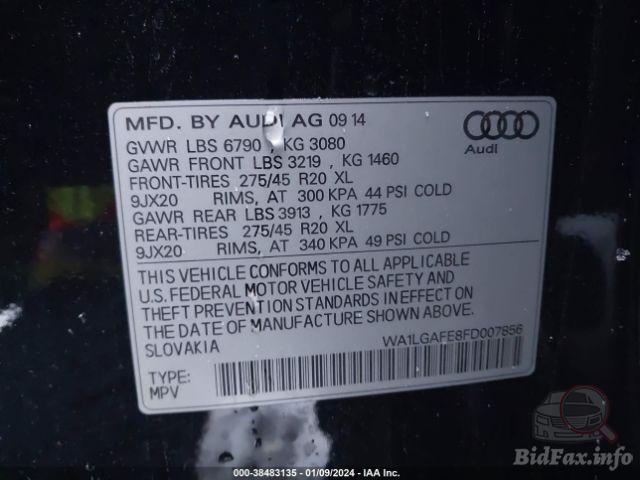 MFD. BY AUDI AG 09 14
GVWR LBS 6790 , KG 3080
GAWR FRONT LBS 3219 , KG 1460
FRONT-TIRES 275/45 R20 XL
9JX20 RIMS, AT 300 KPA 44 PSI COLD
GAWR REAR LBS 3913 , KG 1775
REAR-TIRES 275/45 R20 XL
9JX20 RIMS, AT 340 KPA 49 PSI COLD
Audi
THIS VEHICLE CONFORMS TO ALL APPLICABLE
U.S. FEDERAL MOTOR VEHICLE SAFETY AND
THEFT PREVENTION STANDARDS IN EFFECT ON
THE DATE OF MANUFACTURE SHOWN ABOVE.
SLOVAKIA
WA1LGAFE8FD007856
TYPE:
MPV
000-38483135 - 01/09/2024 - IAA Inc.
BidFax.info